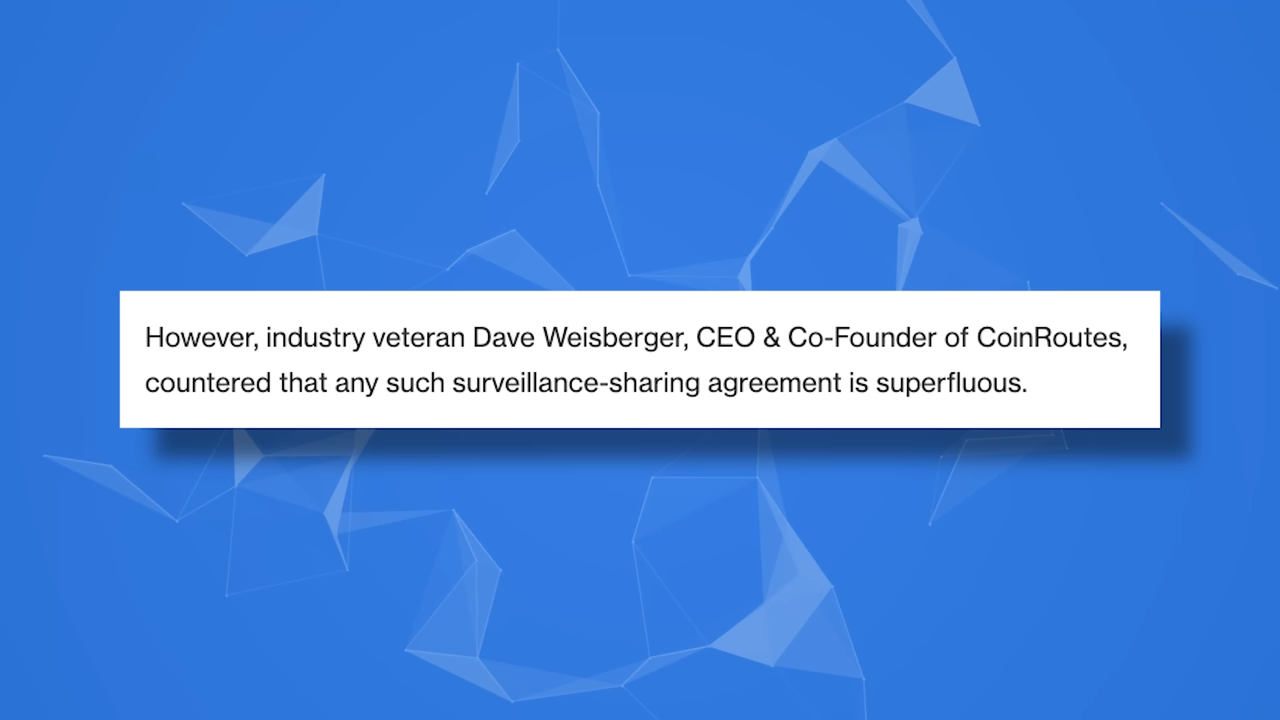 However, industry veteran Dave Weisberger, CEO & Co-Founder of CoinRoutes,
countered that any such surveillance-sharing agreement is superfluous.